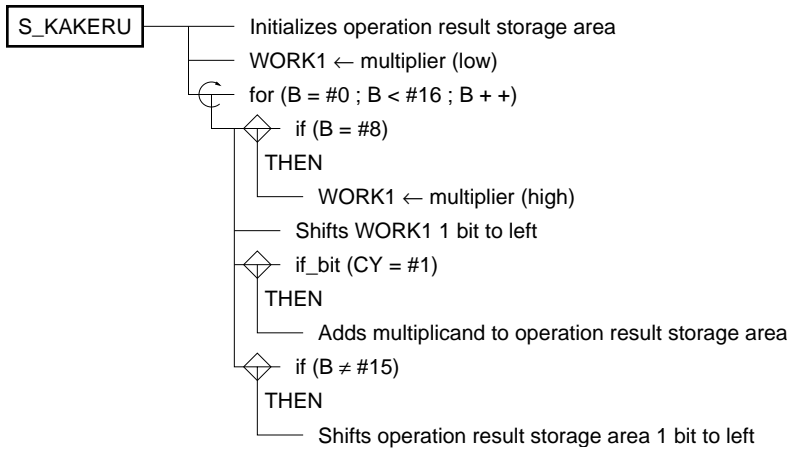 S_KAKERU
Initializes operation result storage area
WORK1 ← multiplier (low)
for (B = #0 ; B < #16 ; B + +)
if (B = #8)
THEN
WORK1 ← multiplier (high)
Shifts WORK1 1 bit to left
if_bit (CY = #1)
THEN
Adds multiplicand to operation result storage area
if (B ≠ #15)
THEN
Shifts operation result storage area 1 bit to left